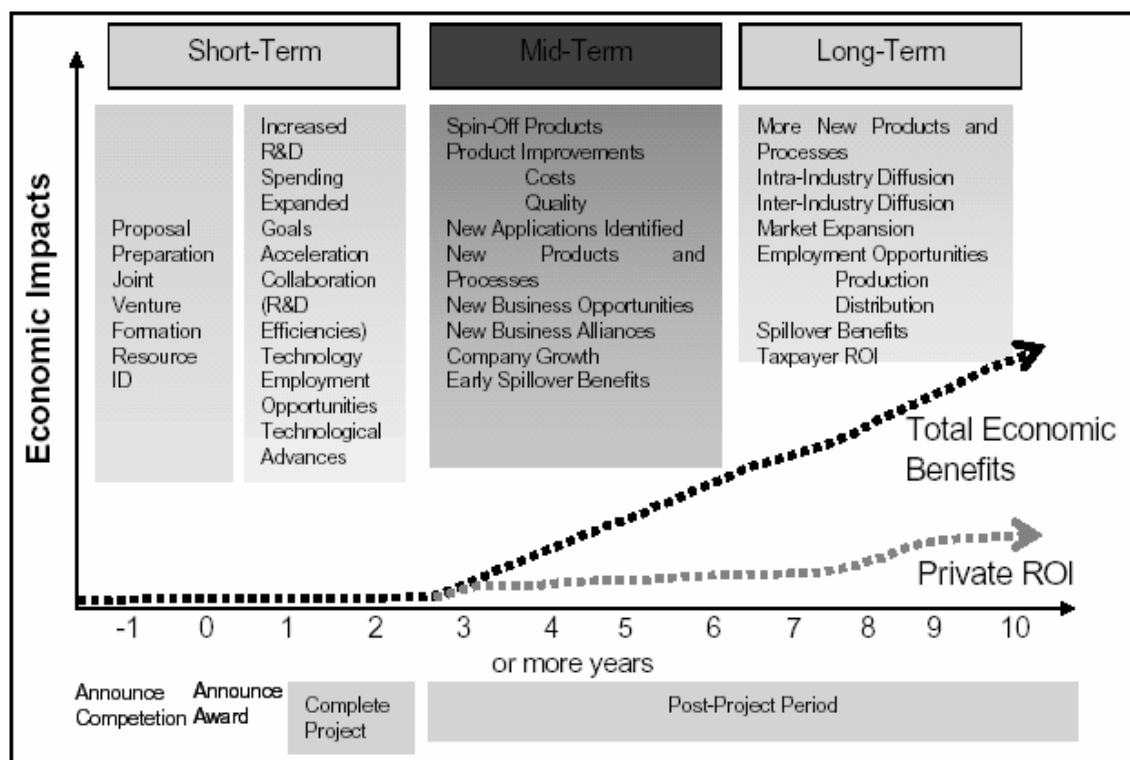 Short-Term
Mid-Term
Long-Term
Economic Impacts
Proposal
Preparation
Joint
Venture
Formation
Resource
ID
Increased
R&D
Spending
Expanded
Goals
Acceleration
Collaboration
(R&D
Efficiencies)
Technology
Employment
Opportunities
Technological
Advances
Spin-Off Products
Product Improvements
Costs
Quality
New Applications Identified
New Products and
Processes
New Business Opportunities
New Business Alliances
Company Growth
Early Spillover Benefits
More New Products and
Processes
Intra-Industry Diffusion
Inter-Industry Diffusion
Market Expansion
Employment Opportunities
Production
Distribution
Spillover Benefits
Taxpayer ROI
Total Economic
Benefits
Private ROI
-1 0 1 2 3 4 5 6 7 8 9 10
or more years
Announce
Competetion
Announce
Award
Complete
Project
Post-Project Period